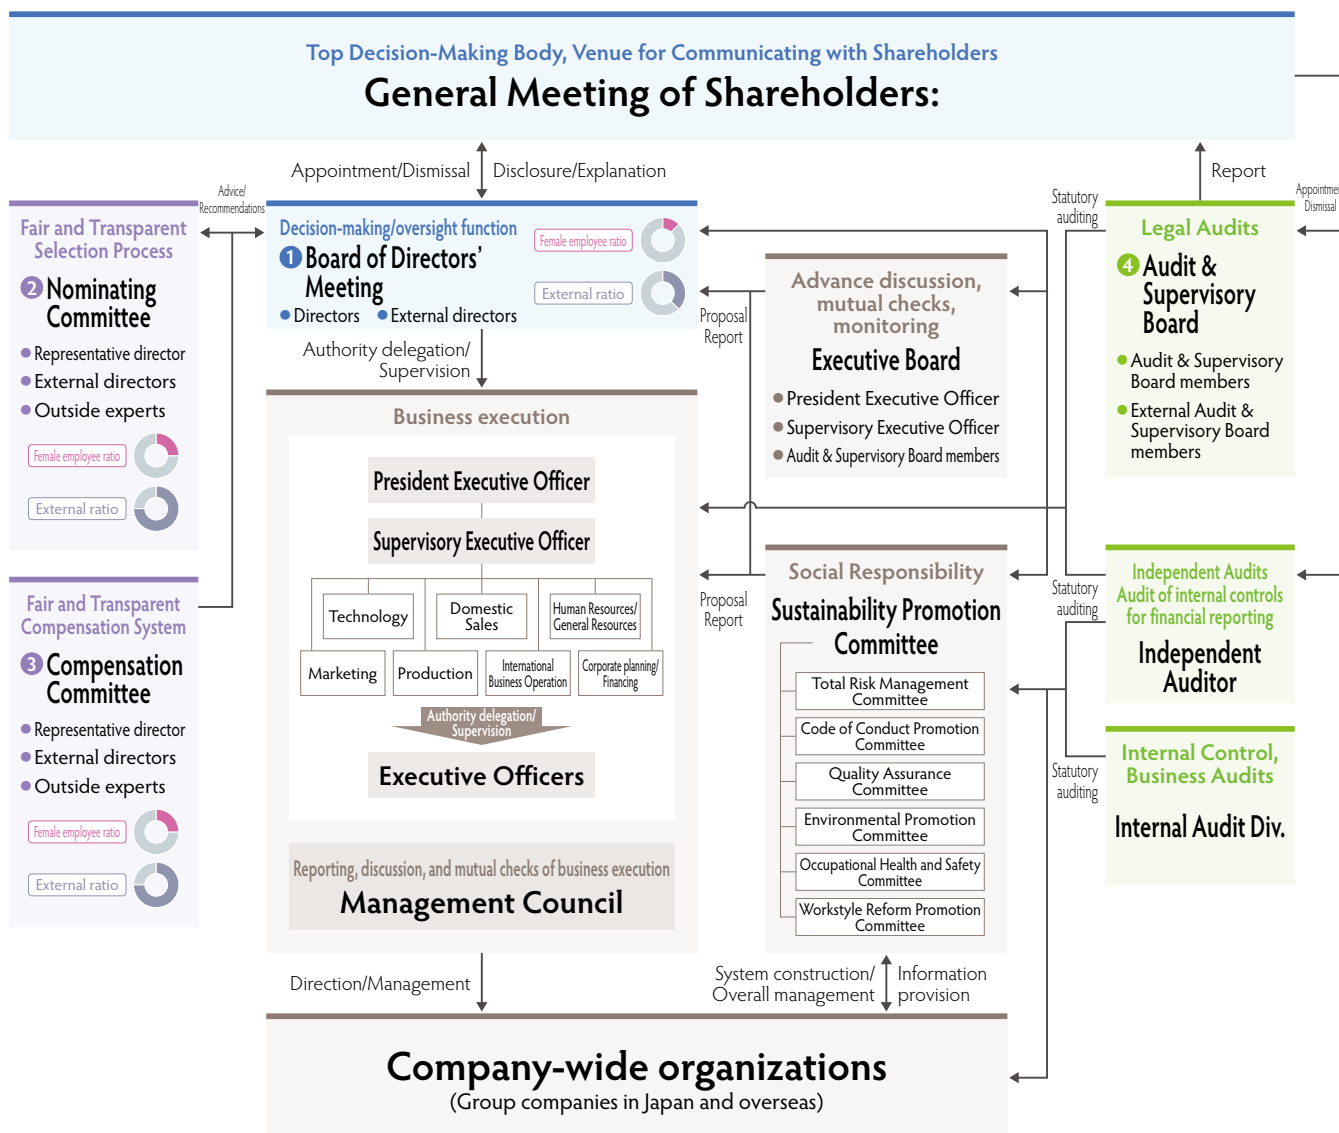 Top Decision-Making Body, Venue for Communicating with Shareholders
General Meeting of Shareholders:
Appointment/Dismissal
Disclosure/Explanation
Report
Advice/
Recommendations
Statutory
auditing
Dismissal
Fair and Transparent
Selection Process
2 Nominating
Committee
Representative director
External directors
Outside experts
Female employee ratio
External ratio
Decision-making/oversight function
1 Board of Directors'
Meeting
Directors
External directors
Female employee ratio
External ratio
Proposal
Report
Advance discussion,
mutual checks,
monitoring
Executive Board
President Executive Officer
Supervisory Executive Officer
Audit & Supervisory Board members
Legal Audits
4 Audit &
Supervisory
Board
Audit & Supervisory
Board members
External Audit &
Supervisory Board
members
Authority delegation/
Supervision
Business execution
President Executive Officer
Supervisory Executive Officer
Technology
Domestic
Sales
Human Resources/
General Resources
Marketing
Production
International
Business Operation
Corporate planning/
Financing
Authority delegation/
Supervision
Executive Officers
Reporting, discussion, and mutual checks of business execution
Management Council
Fair and Transparent
Compensation System
3 Compensation
Committee
Representative director
External directors
Outside experts
Female employee ratio
External ratio
Proposal
Report
Social Responsibility
Sustainability Promotion
Committee
Total Risk Management
Committee
Code of Conduct Promotion
Committee
Quality Assurance
Committee
Environmental Promotion
Committee
Occupational Health and Safety
Committee
Workstyle Reform Promotion
Committee
Statutory
auditing
Independent Audits
Audit of internal controls
for financial reporting
Independent
Auditor
Statutory
auditing
Internal Control,
Business Audits
Internal Audit Div.
Direction/Management
System construction/
Overall management
Information
provision
Company-wide organizations
(Group companies in Japan and overseas)